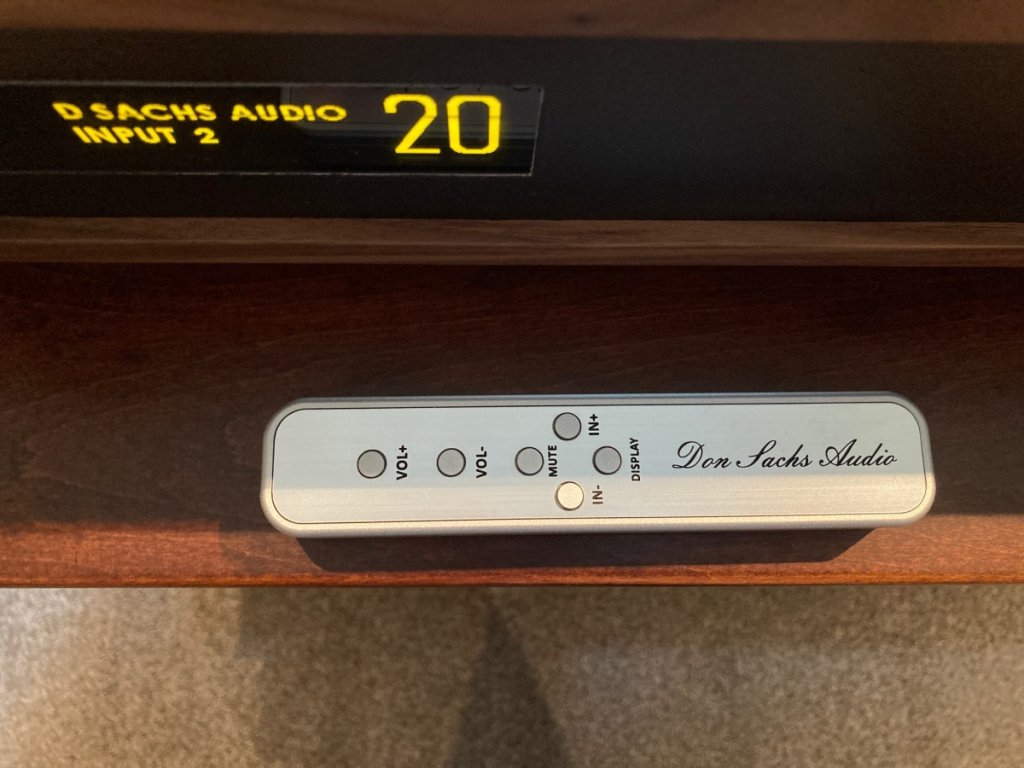 D SACHS AUDIO 20
INPUT 2
VOL+
VOL-
MUTE
IN+
IN-
DISPLAY
Don Sachs Audio